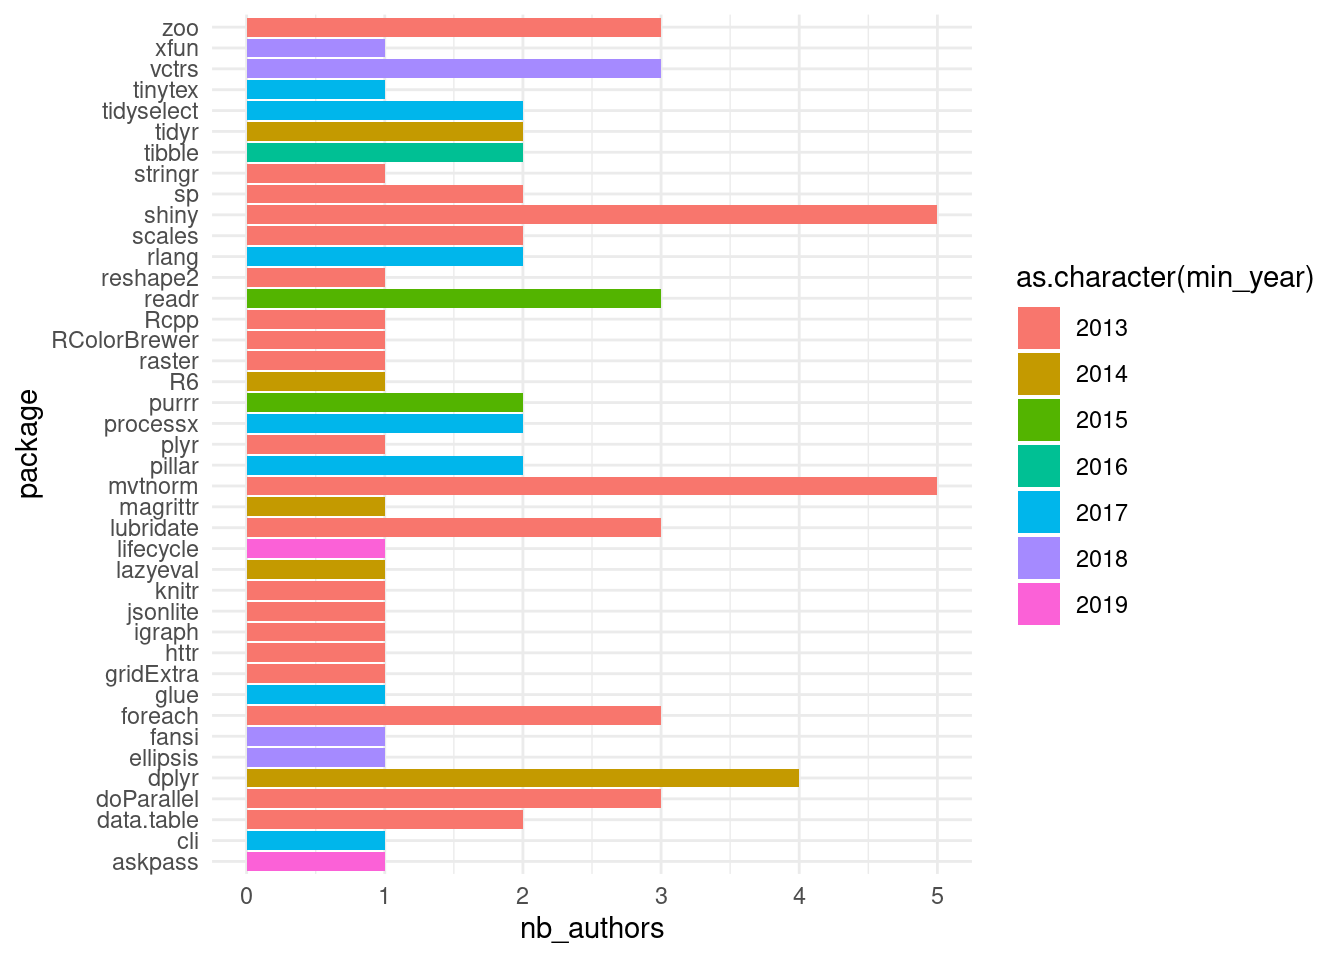 zoo
xfun
vctrs
tinytex
tidyselect
tidyr
tibble
stringr
sp
shiny
scales
rlang
reshape2
readr
Rcpp
RColorBrewer
raster
R6
purrr
processx
plyr
pillar
mvtnorm
magrittr
lubridate
lifecycle
lazyeval
knitr
jsonlite
igraph
httr
gridExtra
glue
foreach
fansi
ellipsis
dplyr
doParallel
data.table
cli
askpass
package
0 1 2 3 4 5
nb_authors
as.character(min_year)
2013
2014
2015
2016
2017
2018
2019